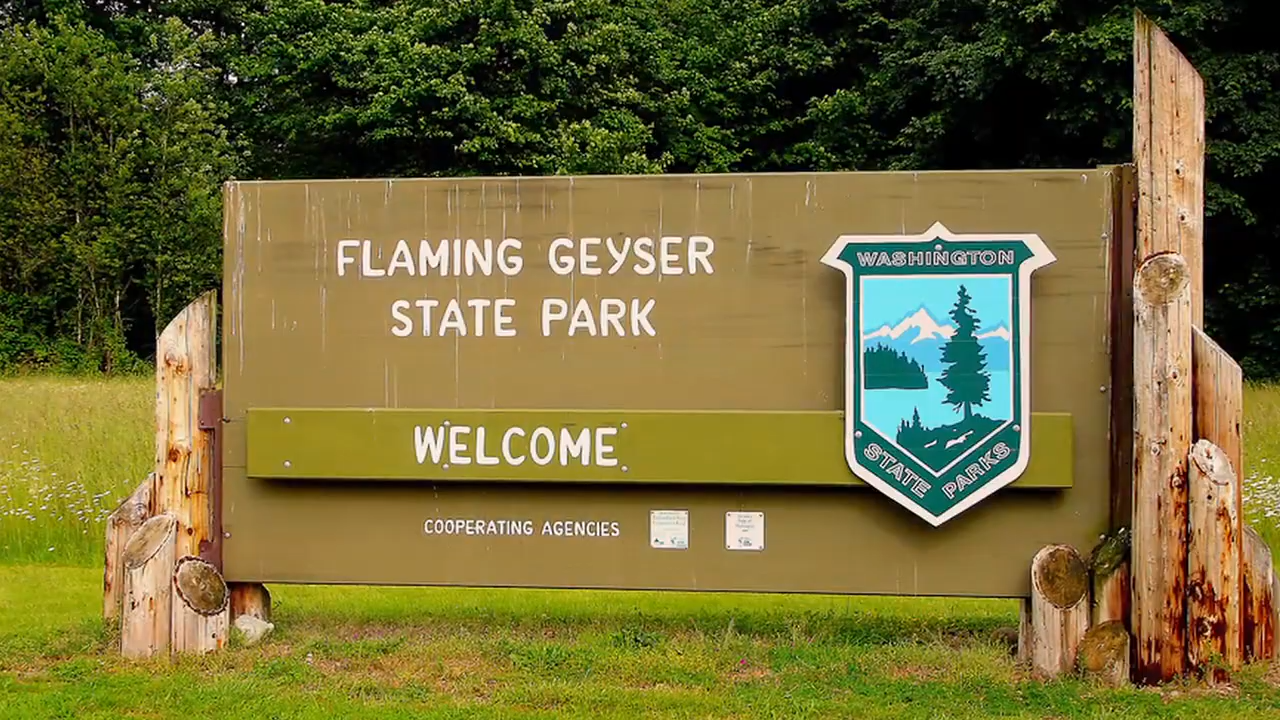 FLAMING GEYSER
STATE PARK
WASHINGTON
STATE PARKS
WELCOME
COOPERATING AGENCIES